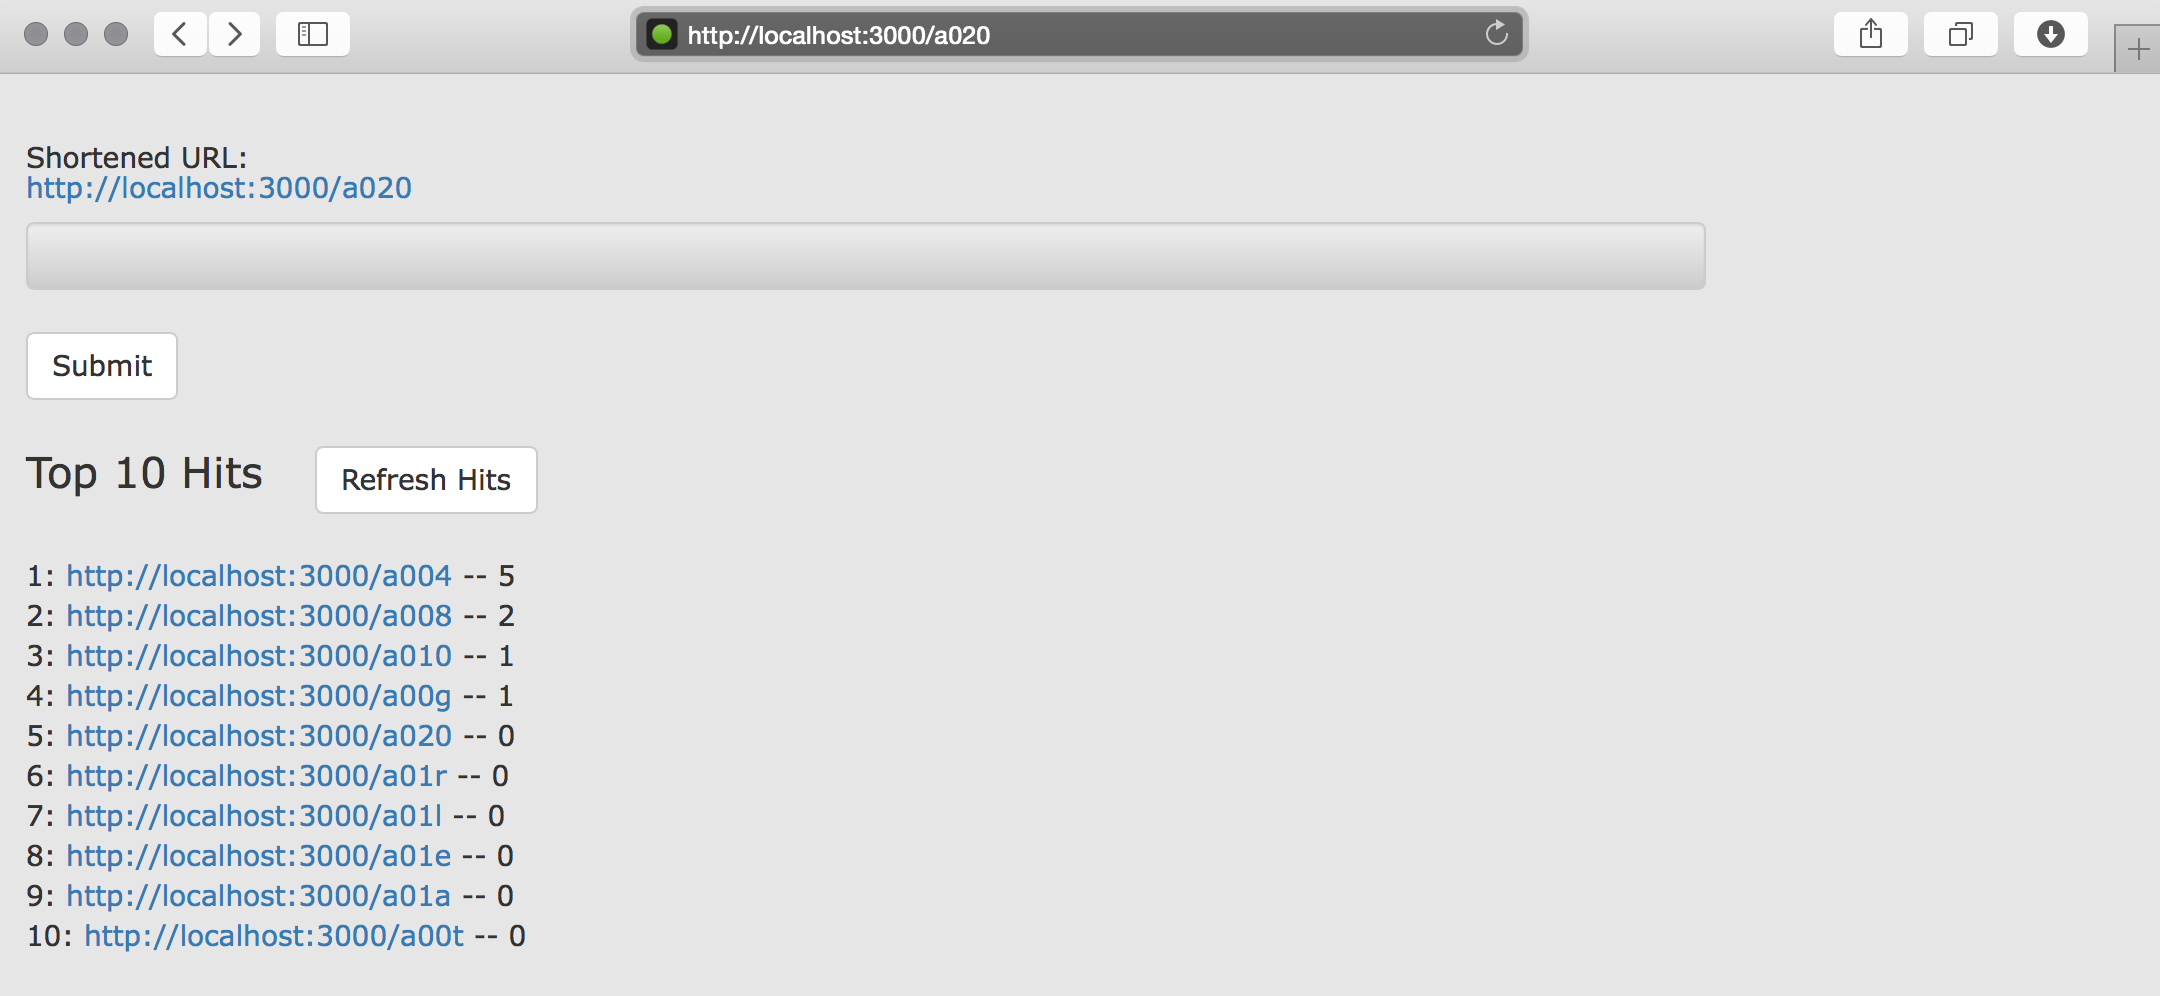 http://localhost:3000/a020
Shortened URL:
http://localhost:3000/a020
Submit
Top 10 Hits
Refresh Hits
1: http://localhost:3000/a004 -- 5
2: http://localhost:3000/a008 -- 2
3: http://localhost:3000/a010 -- 1
4: http://localhost:3000/a00g -- 1
5: http://localhost:3000/a020 -- 0
6: http://localhost:3000/a01r -- 0
7: http://localhost:3000/a01l -- 0
8: http://localhost:3000/a01e -- 0
9: http://localhost:3000/a01a -- 0
10: http://localhost:3000/a00t -- 0